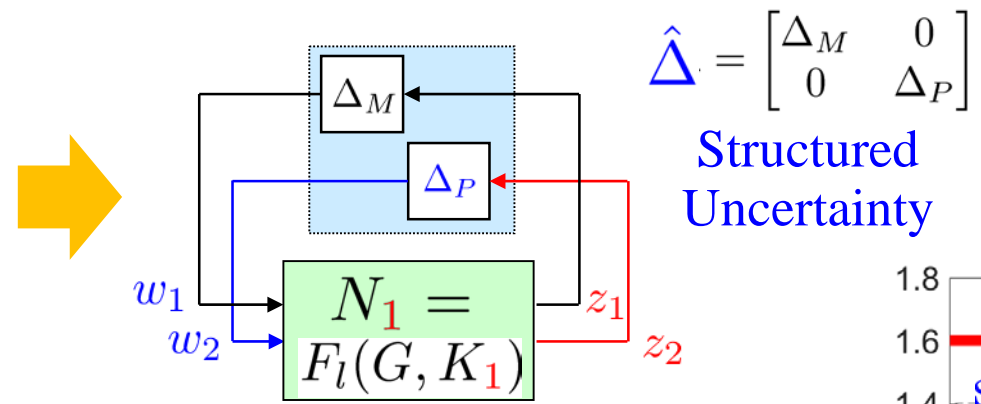 Δ̂ = [Δ_M 0
0 Δ_P]
Structured
Uncertainty
Δ_M
Δ_P
w_1
w_2
N_1 =
F_l(G, K_1)
z_1
z_2
1.8
1.6